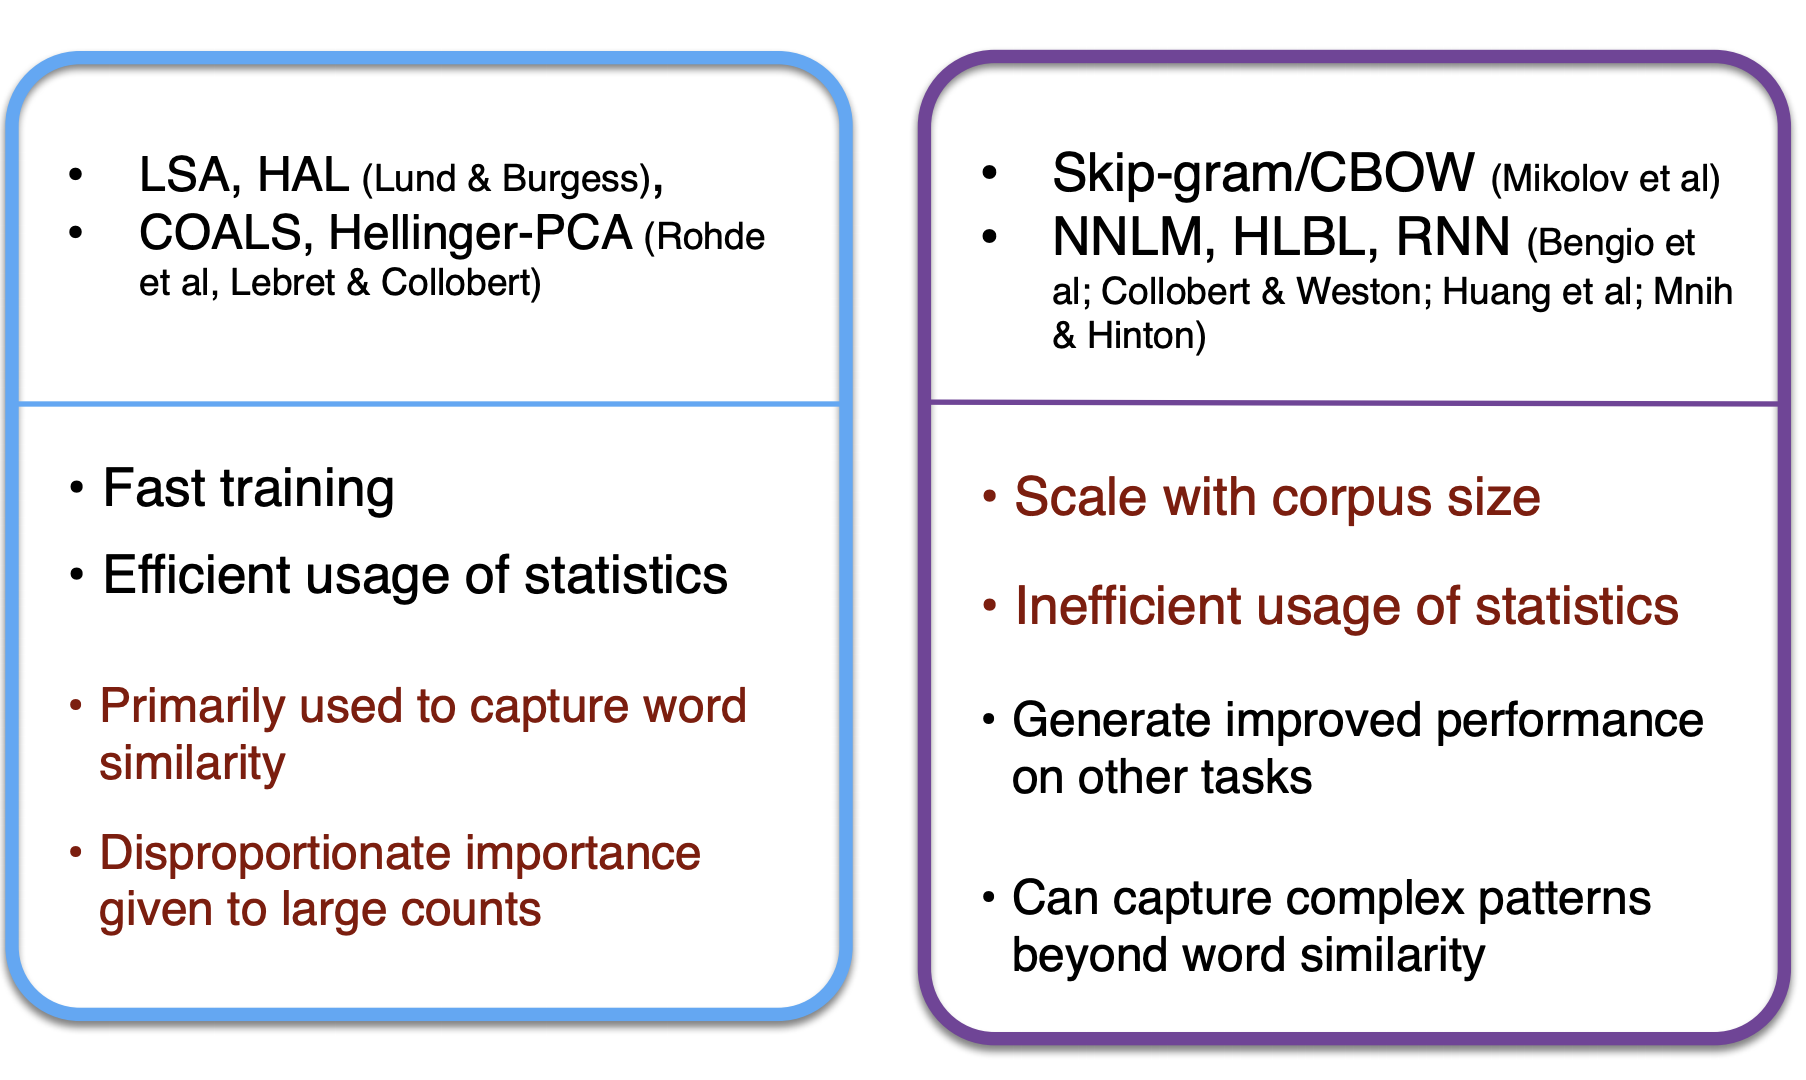 • LSA, HAL (Lund & Burgess),
• COALS, Hellinger-PCA (Rohde
et al, Lebret & Collobert)
• Fast training
• Efficient usage of statistics
• Primarily used to capture word
similarity
• Disproportionate importance
given to large counts
• Skip-gram/CBOW (Mikolov et al)
• NNLM, HLBL, RNN (Bengio et
al; Collobert & Weston; Huang et al; Mnih
& Hinton)
• Scale with corpus size
• Inefficient usage of statistics
• Generate improved performance
on other tasks
• Can capture complex patterns
beyond word similarity